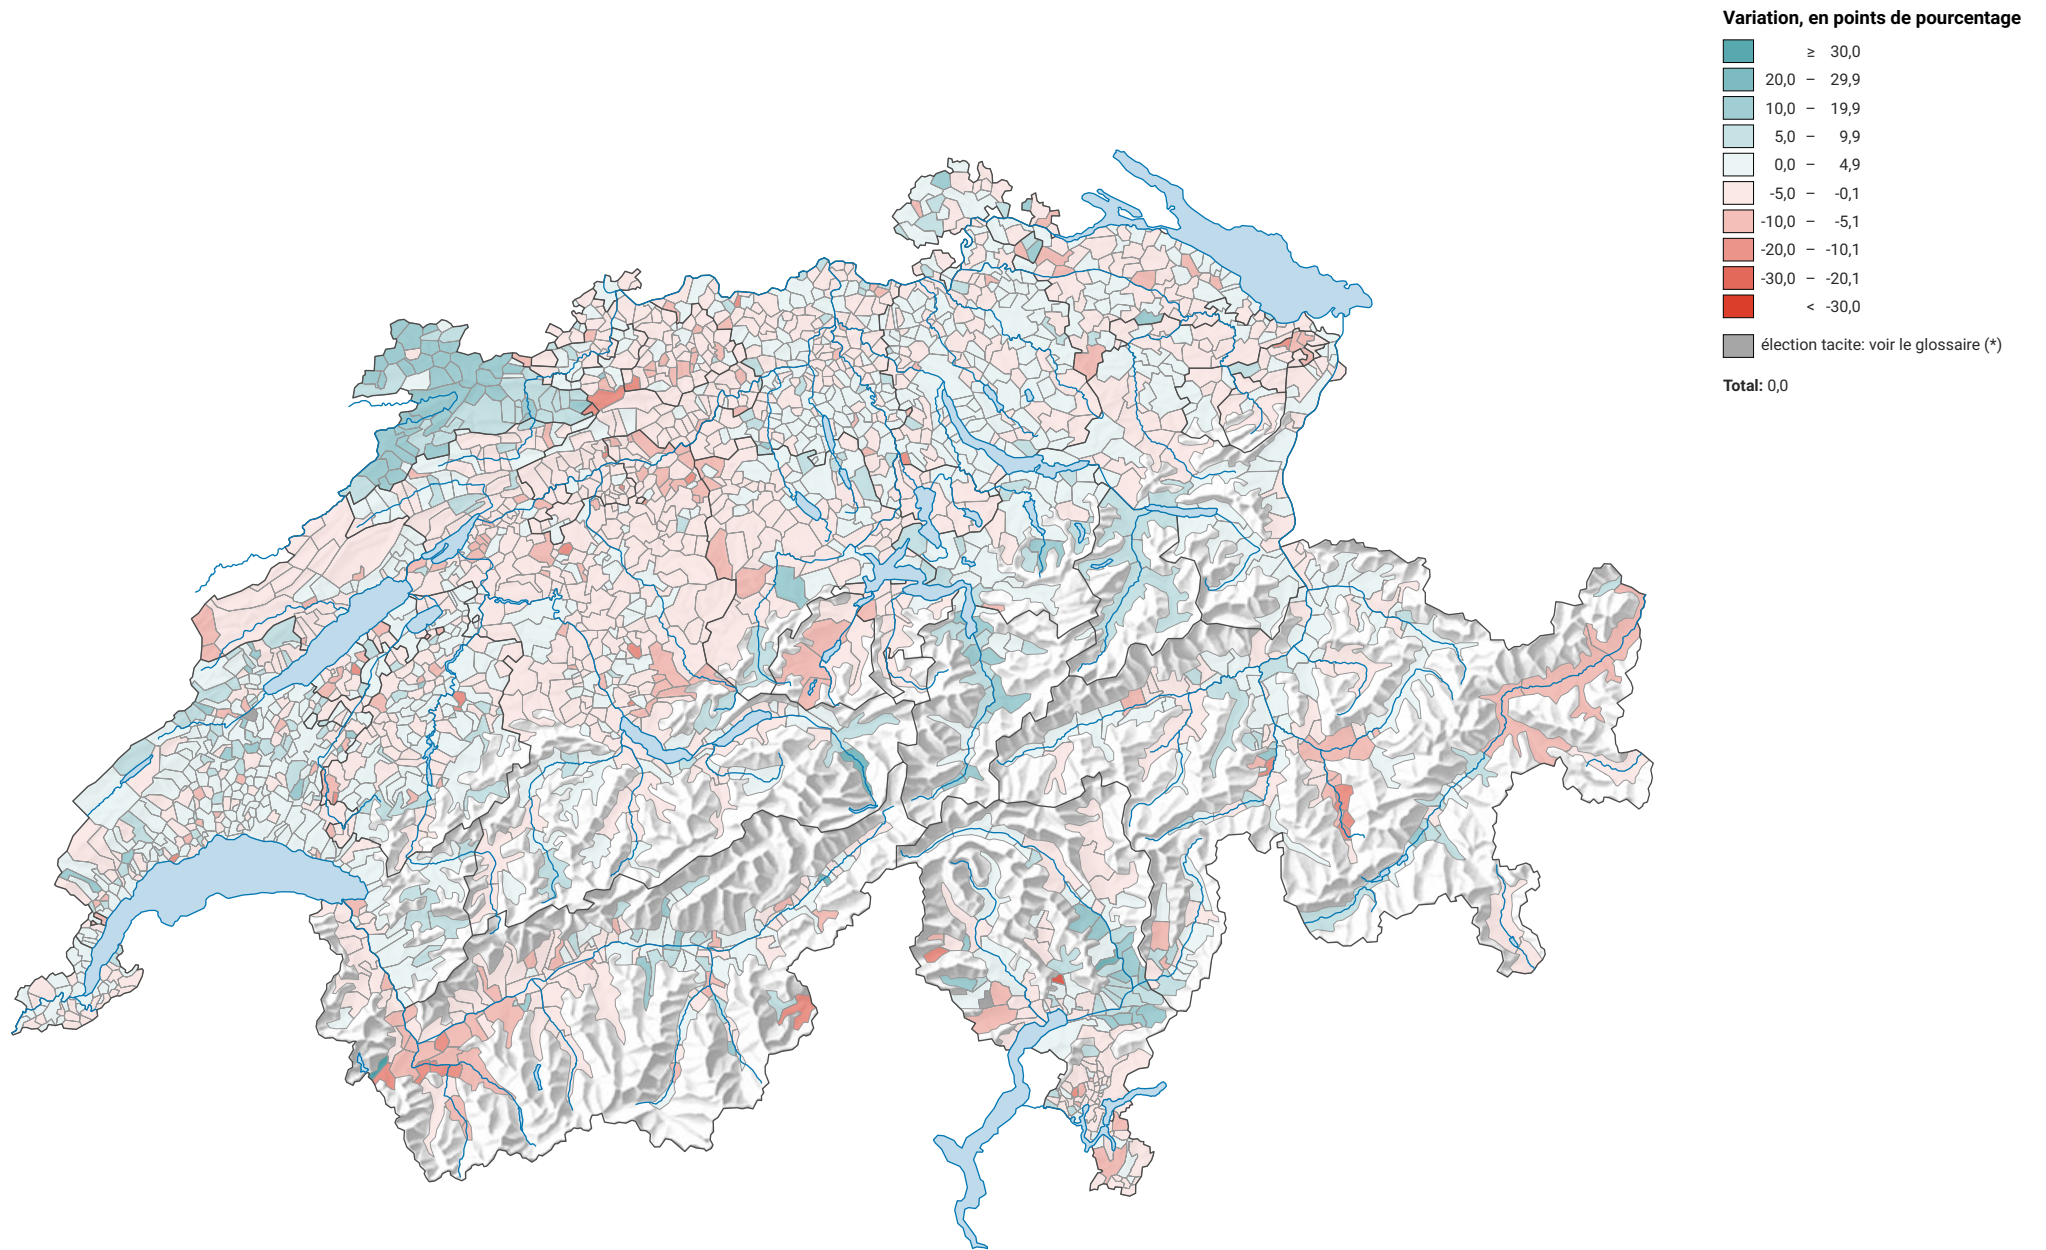 Variation, en points de pourcentage
≥ 30,0
20,0 – 29,9
10,0 – 19,9
5,0 – 9,9
0,0 – 4,9
-5,0 – -0,1
-10,0 – -5,1
-20,0 – -10,1
-30,0 – -20,1
< -30,0
élection tacite: voir le glossaire (*)
Total: 0,0